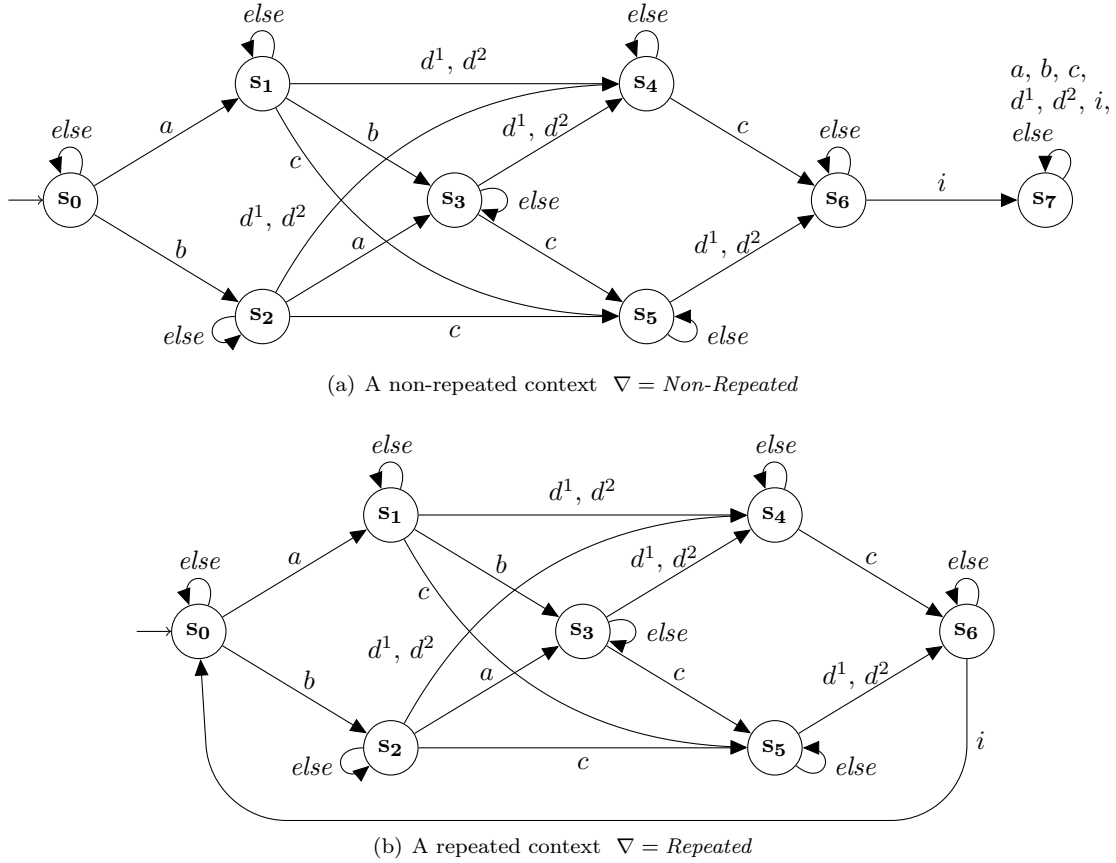 else
else
d¹, d²
s₁
s₄
a, b, c,
d¹, d², i,
else
else
a
b
d¹, d²
c
c
else
i
s₀
s₃
else
s₆
s₇
d¹, d²
b
a
c
d¹, d²
s₂
s₅
else
c
else
(a) A non-repeated context ∇ = Non-Repeated
else
else
d¹, d²
s₁
s₄
else
a
b
d¹, d²
c
c
else
s₀
s₃
else
s₆
d¹, d²
b
a
c
d¹, d²
s₂
s₅
i
else
c
else
(b) A repeated context ∇ = Repeated